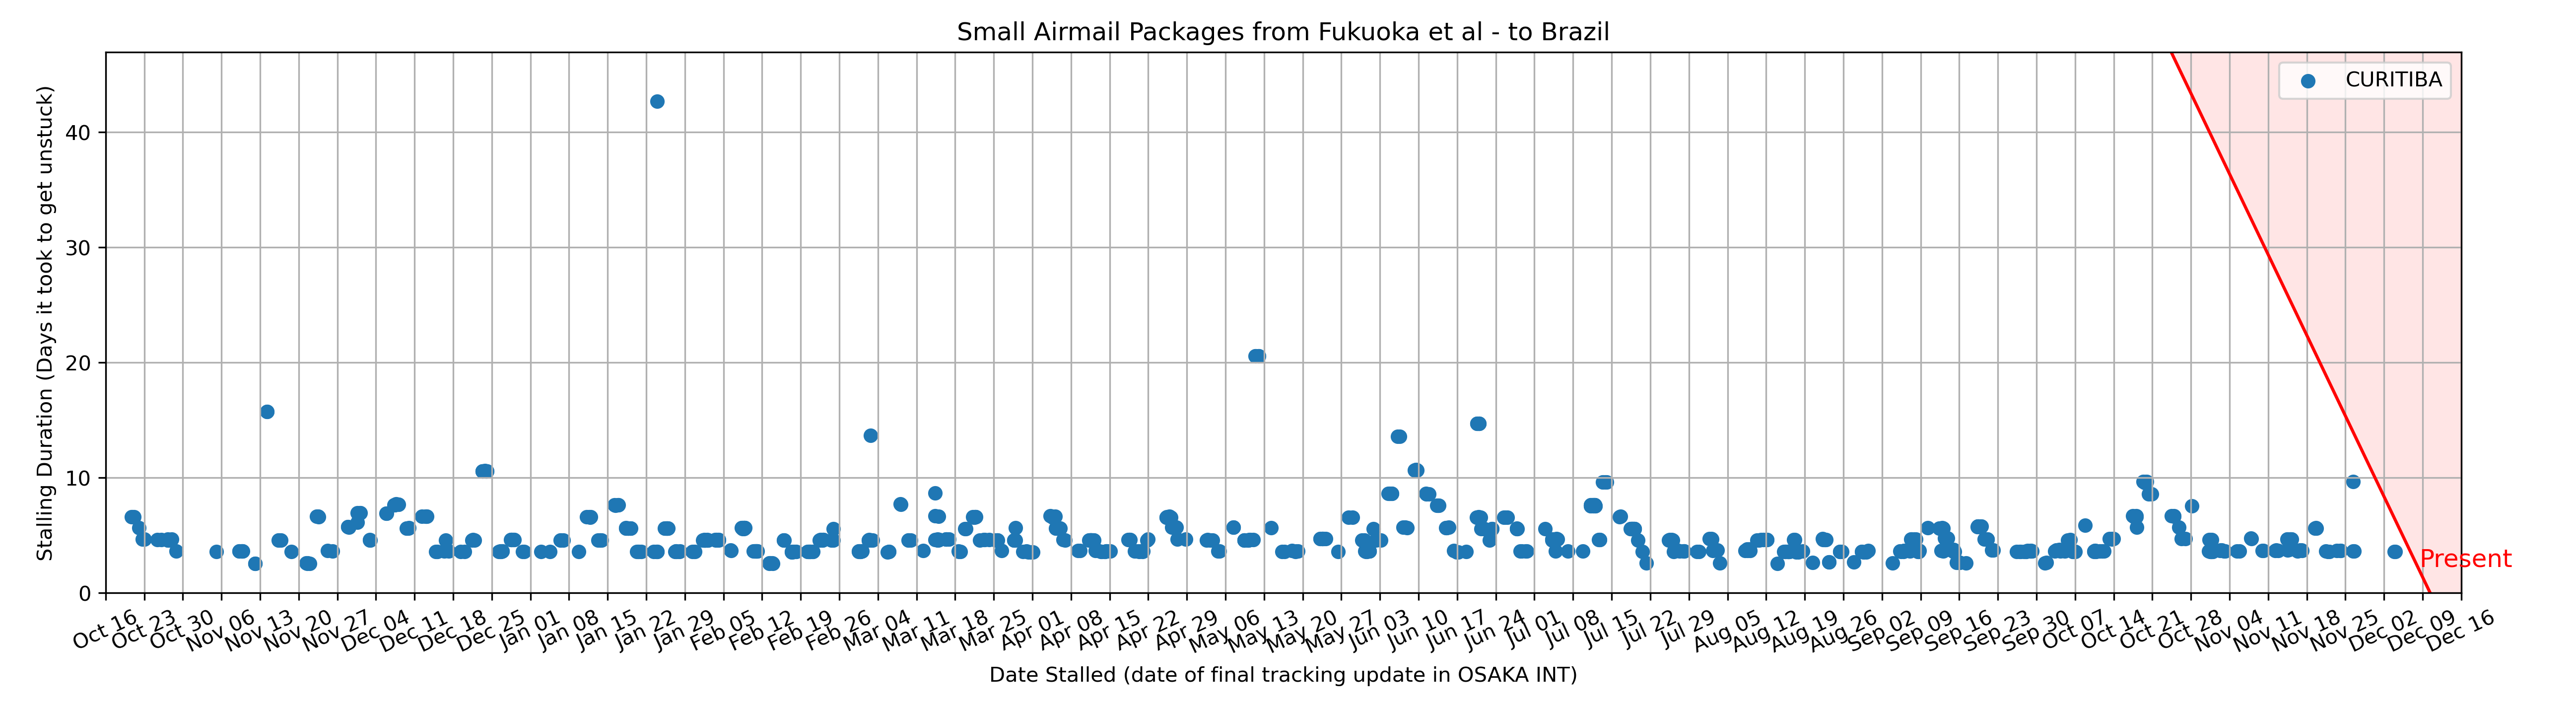 Small Airmail Packages from Fukuoka et al - to Brazil
CURITIBA
Stalling Duration (Days it took to get unstuck)
40
30
20
10
0
Present
Oct 16
Oct 23
Oct 30
Nov 06
Nov 13
Nov 20
Nov 27
Dec 04
Dec 11
Dec 18
Dec 25
Jan 01
Jan 08
Jan 15
Jan 22
Jan 29
Feb 05
Feb 12
Feb 19
Feb 26
Mar 04
Mar 11
Mar 18
Mar 25
Apr 01
Apr 08
Apr 15
Apr 22
Apr 29
May 06
May 13
May 20
May 27
Jun 03
Jun 10
Jun 17
Jun 24
Jul 01
Jul 08
Jul 15
Jul 22
Jul 29
Aug 05
Aug 12
Aug 19
Aug 26
Sep 02
Sep 09
Sep 16
Sep 23
Sep 30
Oct 07
Oct 14
Oct 21
Oct 28
Nov 04
Nov 11
Nov 18
Nov 25
Dec 02
Dec 09
Dec 16
Date Stalled (date of final tracking update in OSAKA INT)